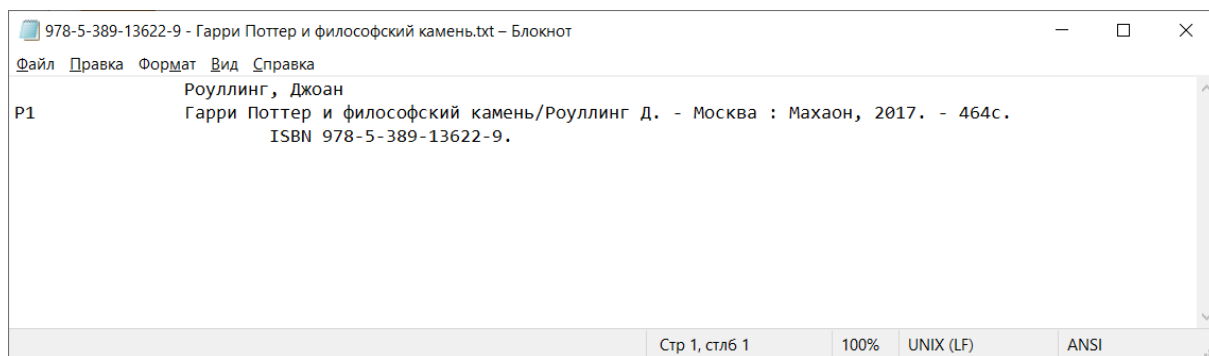 978-5-389-13622-9 - Гарри Поттер и философский камень.txt – Блокнот
Файл Правка Формат Вид Справка
Роуллинг, Джоан
Р1 Гарри Поттер и философский камень/Роуллинг Д. - Москва : Махаон, 2017. - 464с.
ISBN 978-5-389-13622-9.
Стр 1, стлб 1 100% UNIX (LF) ANSI